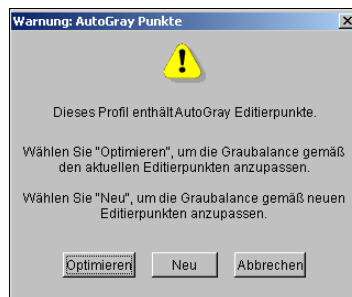 Warnung: AutoGray Punkte
Dieses Profil enthält AutoGray Editierpunkte.
Wählen Sie "Optimieren", um die Graubalance gemäß
den aktuellen Editierpunkten anzupassen.
Wählen Sie "Neu", um die Graubalance gemäß neuen
Editierpunkten anzupassen.
Optimieren Neu Abbrechen